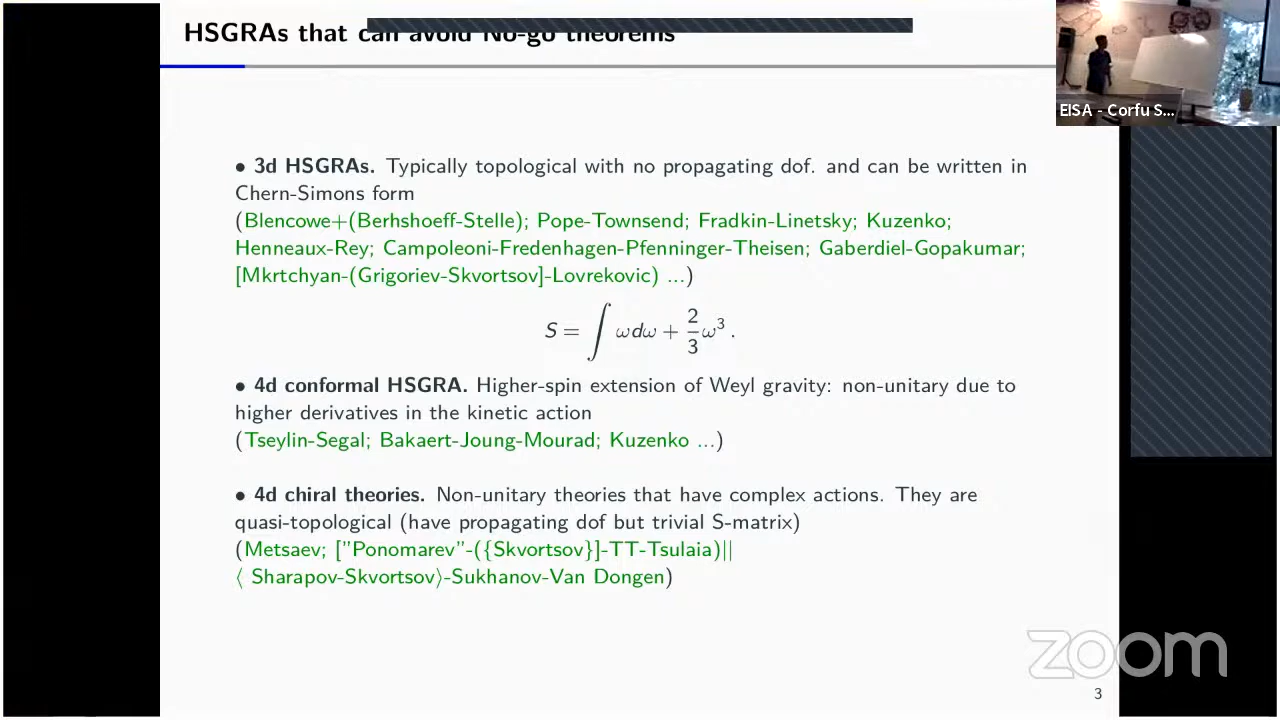 HSGRAs that can avoid No-go theorems
EISA - Corfu S...
• 3d HSGRAs. Typically topological with no propagating dof. and can be written in
Chern-Simons form
(Blencowe+(Berhshoeff-Stelle); Pope-Townsend; Fradkin-Linetsky; Kuzenko;
Henneaux-Rey; Campoleoni-Fredenhagen-Pfenninger-Theisen; Gaberdiel-Gopakumar;
[Mkrtchyan-(Grigoriev-Skvortsov]-Lovrekovic) ...)
S = ∫ ωdω + 2/3 ω³ .
• 4d conformal HSGRA. Higher-spin extension of Weyl gravity: non-unitary due to
higher derivatives in the kinetic action
(Tseylin-Segal; Bakaert-Joung-Mourad; Kuzenko ...)
• 4d chiral theories. Non-unitary theories that have complex actions. They are
quasi-topological (have propagating dof but trivial S-matrix)
(Metsaev; ["Ponomarev"-({Skvortsov}]-TT-Tsulaia)||
⟨ Sharapov-Skvortsov⟩-Sukhanov-Van Dongen)
zoom
3